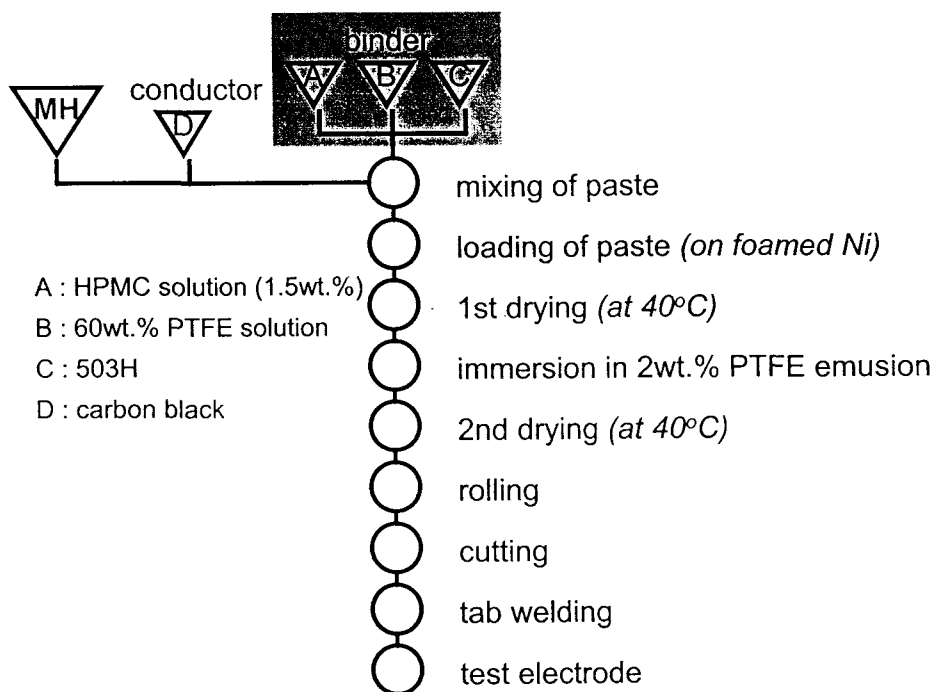 binder
A B C
MH
conductor
D
mixing of paste
loading of paste (on foamed Ni)
1st drying (at 40°C)
immersion in 2wt.% PTFE emusion
2nd drying (at 40°C)
rolling
cutting
tab welding
test electrode
A : HPMC solution (1.5wt.%)
B : 60wt.% PTFE solution
C : 503H
D : carbon black